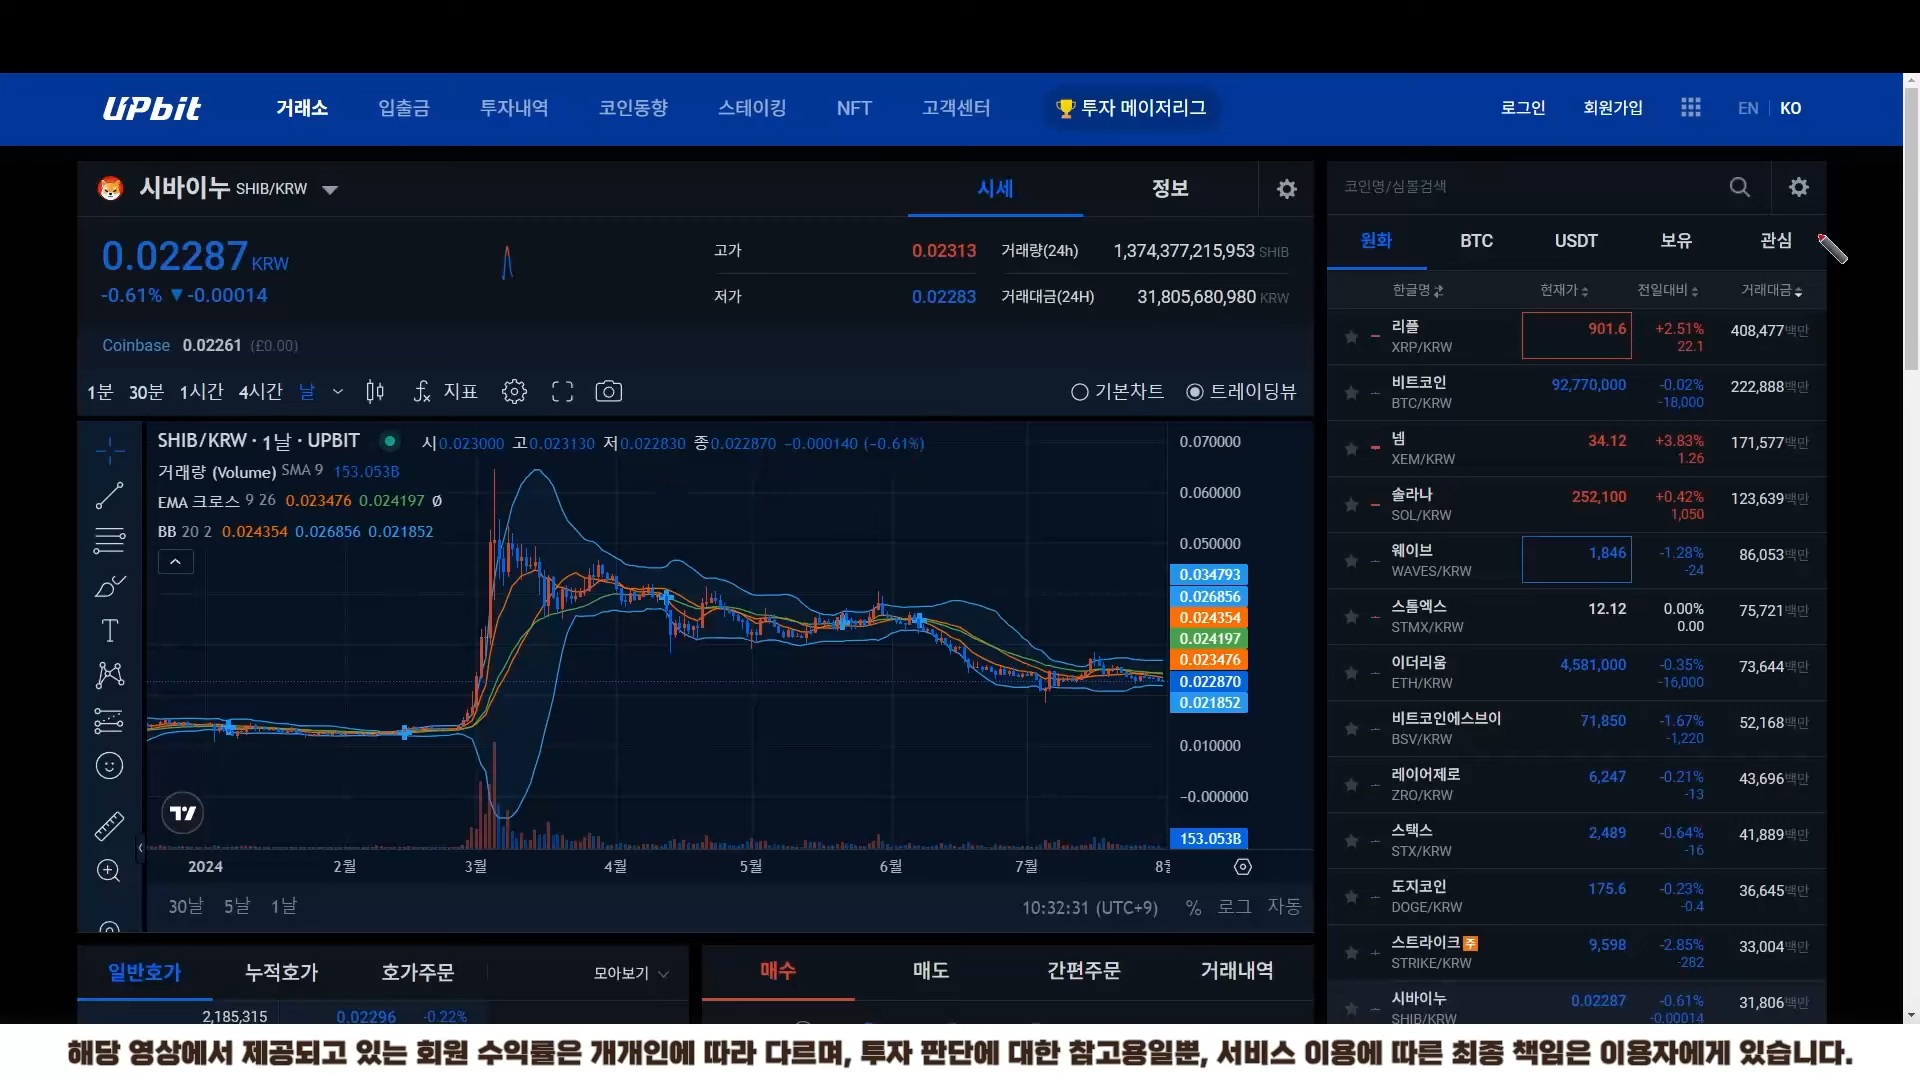 UPbit 거래소 입출금 투자내역 코인동향 스테이킹 NFT 고객센터 투자 메이저리그 로그인 회원가입 EN KO
시바이누 SHIB/KRW 시세 정보
0.02287 KRW
-0.61% ▼-0.00014
고가 0.02313 거래량(24h) 1,374,377,215,953 SHIB
저가 0.02283 거래대금(24H) 31,805,680,980 KRW
Coinbase 0.02261 (£0.00)
1분 30분 1시간 4시간 날 지표 기본차트 트레이딩뷰
SHIB/KRW · 1날 · UPBIT 시0.023000 고0.023130 저0.022830 종0.022870 −0.000140 (−0.61%)
거래량 (Volume) SMA 9 153.053B
EMA 크로스 9 26 0.023476 0.024197 Ø
BB 20 2 0.024354 0.026856 0.021852
0.070000
0.060000
0.050000
0.034793
0.026856
0.024354
0.024197
0.023476
0.022870
0.021852
0.010000
−0.000000
153.053B
2024 2월 3월 4월 5월 6월 7월
30날 5날 1날 10:32:31 (UTC+9) % 로그 자동
일반호가 누적호가 호가주문 모아보기
2,185,315 0.02296 -0.22%
매수 매도 간편주문 거래내역
코인명/심볼검색
원화 BTC USDT 보유 관심
한글명 현재가 전일대비 거래대금
리플 901.6 +2.51% 408,477백만
XRP/KRW 22.1
비트코인 92,770,000 -0.02% 222,888백만
BTC/KRW -18,000
넴 34.12 +3.83% 171,577백만
XEM/KRW 1.26
솔라나 252,100 +0.42% 123,639백만
SOL/KRW 1,050
웨이브 1,846 -1.28% 86,053백만
WAVES/KRW -24
스톰엑스 12.12 0.00% 75,721백만
STMX/KRW 0.00
이더리움 4,581,000 -0.35% 73,644백만
ETH/KRW -16,000
비트코인에스브이 71,850 -1.67% 52,168백만
BSV/KRW -1,220
레이어제로 6,247 -0.21% 43,696백만
ZRO/KRW -13
스택스 2,489 -0.64% 41,889백만
STX/KRW -16
도지코인 175.6 -0.23% 36,645백만
DOGE/KRW -0.4
스트라이크 주 9,598 -2.85% 33,004백만
STRIKE/KRW -282
시바이누 0.02287 -0.61% 31,806백만
SHIB/KRW -0.00014
해당 영상에서 제공되고 있는 회원 수익률은 개개인에 따라 다르며, 투자 판단에 대한 참고용일뿐, 서비스 이용에 따른 최종 책임은 이용자에게 있습니다.